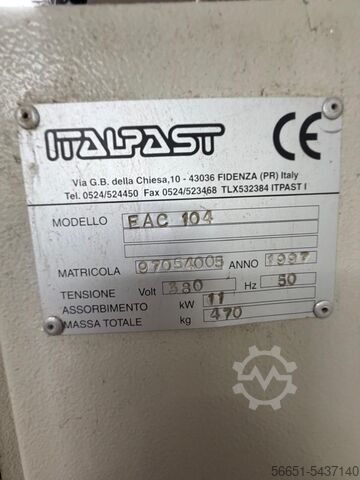 ITALPAST CE
Via G.B. della Chiesa,10 - 43036 FIDENZA (PR) Italy
Tel. 0524/524450 Fax 0524/523468 TLX532384 ITPAST I
MODELLO EAC 104
MATRICOLA 97054005 ANNO 1997
TENSIONE Volt 380 Hz 50
ASSORBIMENTO kW 11
MASSA TOTALE kg 470
56651-5437140